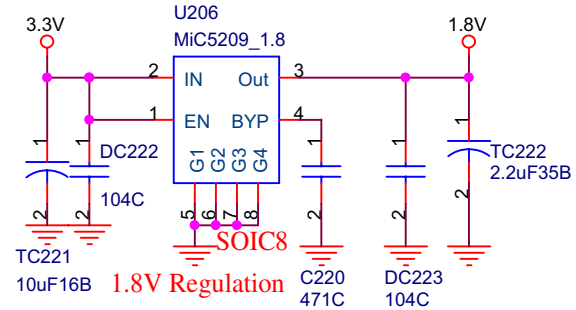 U206
3.3V
1.8V
MiC5209_1.8
2 IN Out 3
1 EN BYP 4
G1 G2 G3 G4
1 1 1 1 1
DC222
TC222
2.2uF35B
104C
2 2 5 6 7 8 2 2 2
SOIC8
TC221
10uF16B
1.8V Regulation
C220
471C
DC223
104C